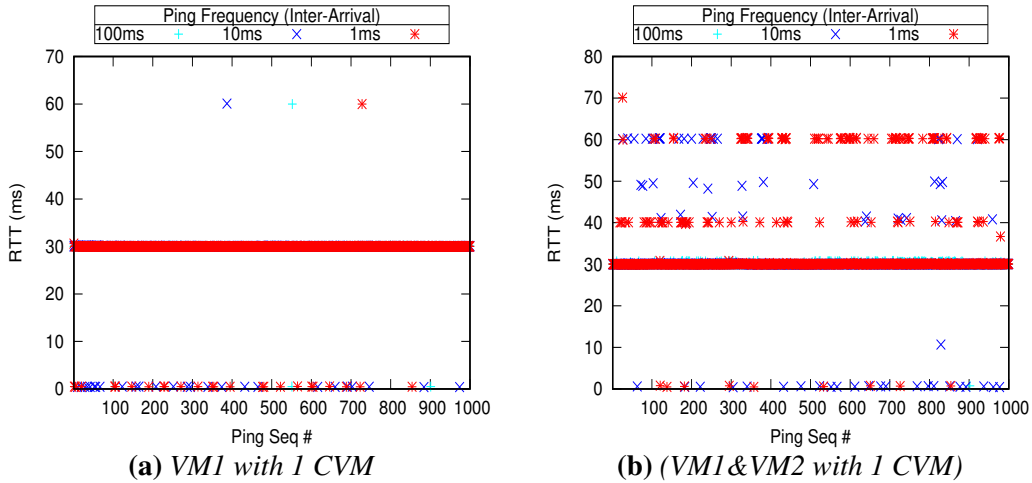 Ping Frequency (Inter-Arrival)
100ms 10ms 1ms
70
60
50
40
30
20
10
0
RTT (ms)
100 200 300 400 500 600 700 800 900 1000
Ping Seq #
(a) VM1 with 1 CVM
Ping Frequency (Inter-Arrival)
100ms 10ms 1ms
80
70
60
50
40
30
20
10
0
RTT (ms)
100 200 300 400 500 600 700 800 900 1000
Ping Seq #
(b) (VM1&VM2 with 1 CVM)